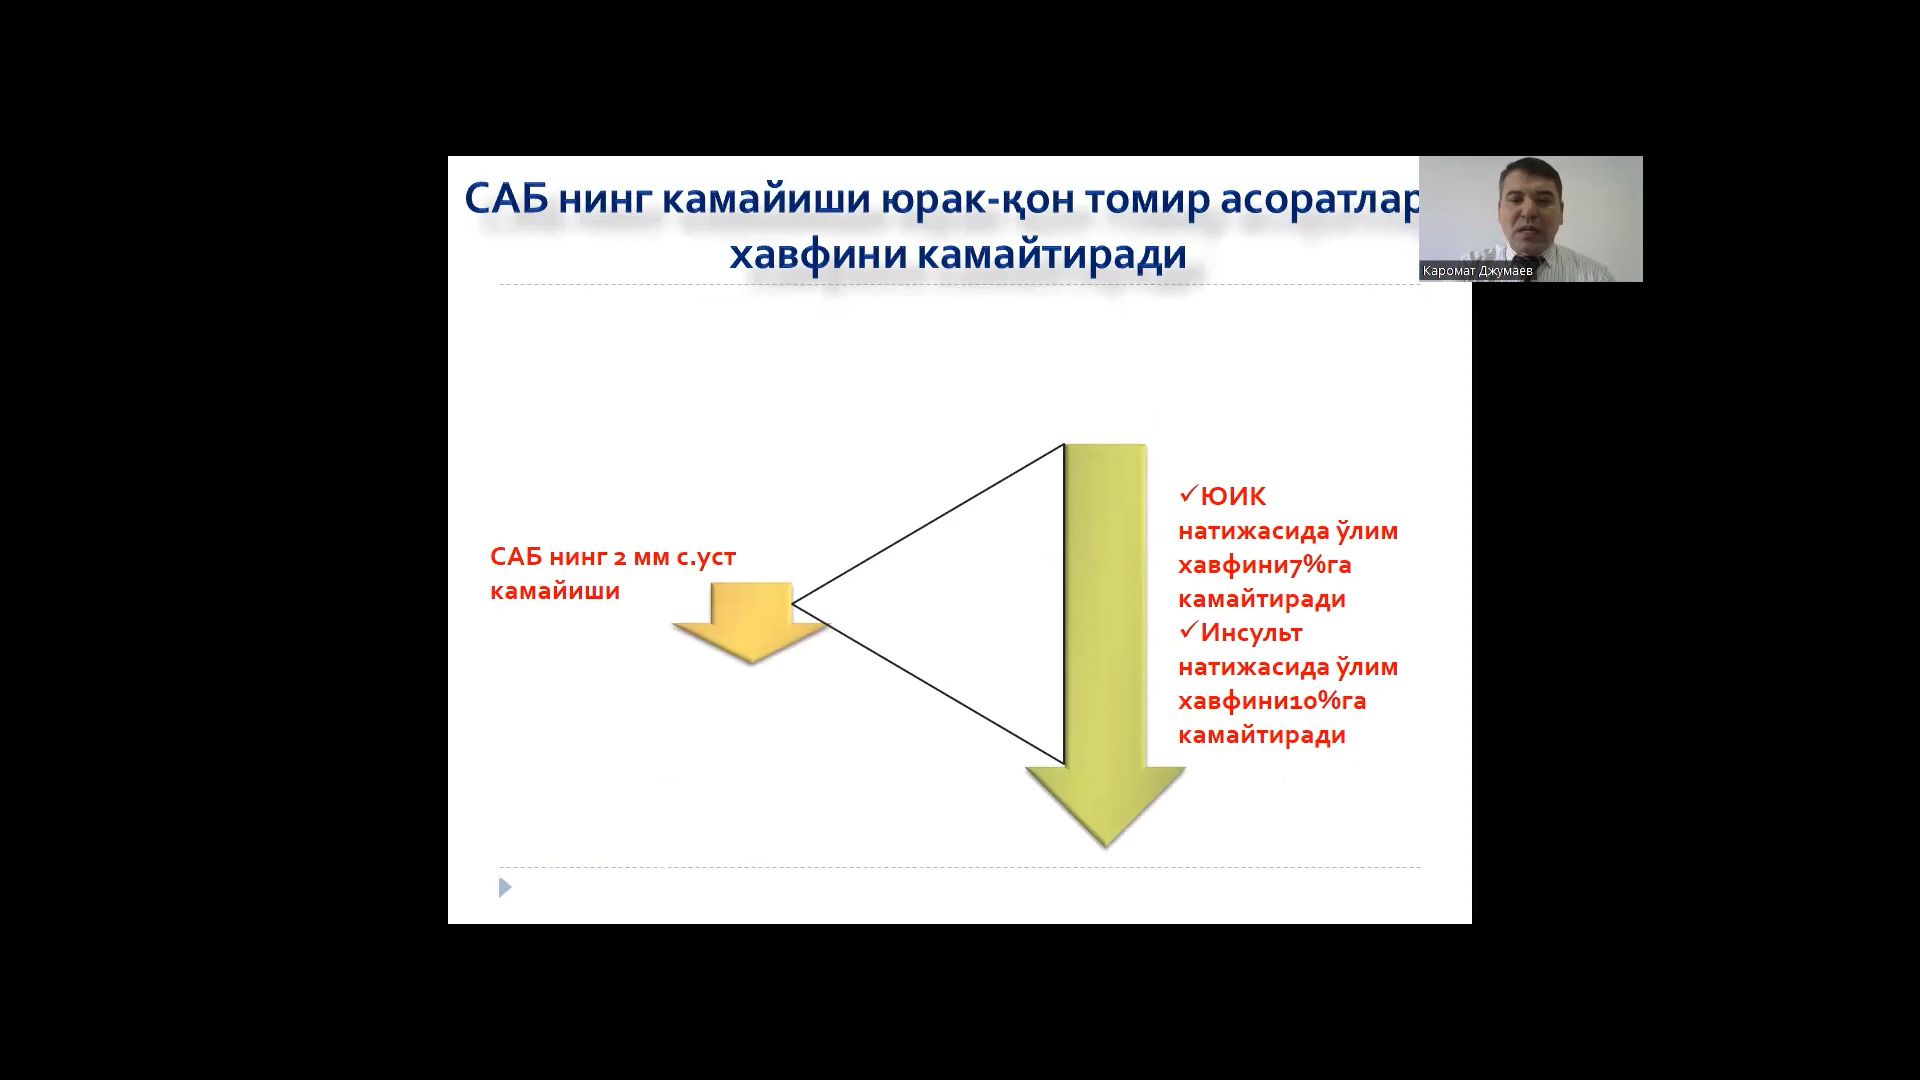 САБ нинг камайиши юрак-қон томир асоратлар
хавфини камайтиради
Каромат Джумаев
САБ нинг 2 мм с.уст
камайиши
✓ЮИК
натижасида ўлим
хавфини7%га
камайтиради
✓Инсульт
натижасида ўлим
хавфини10%га
камайтиради